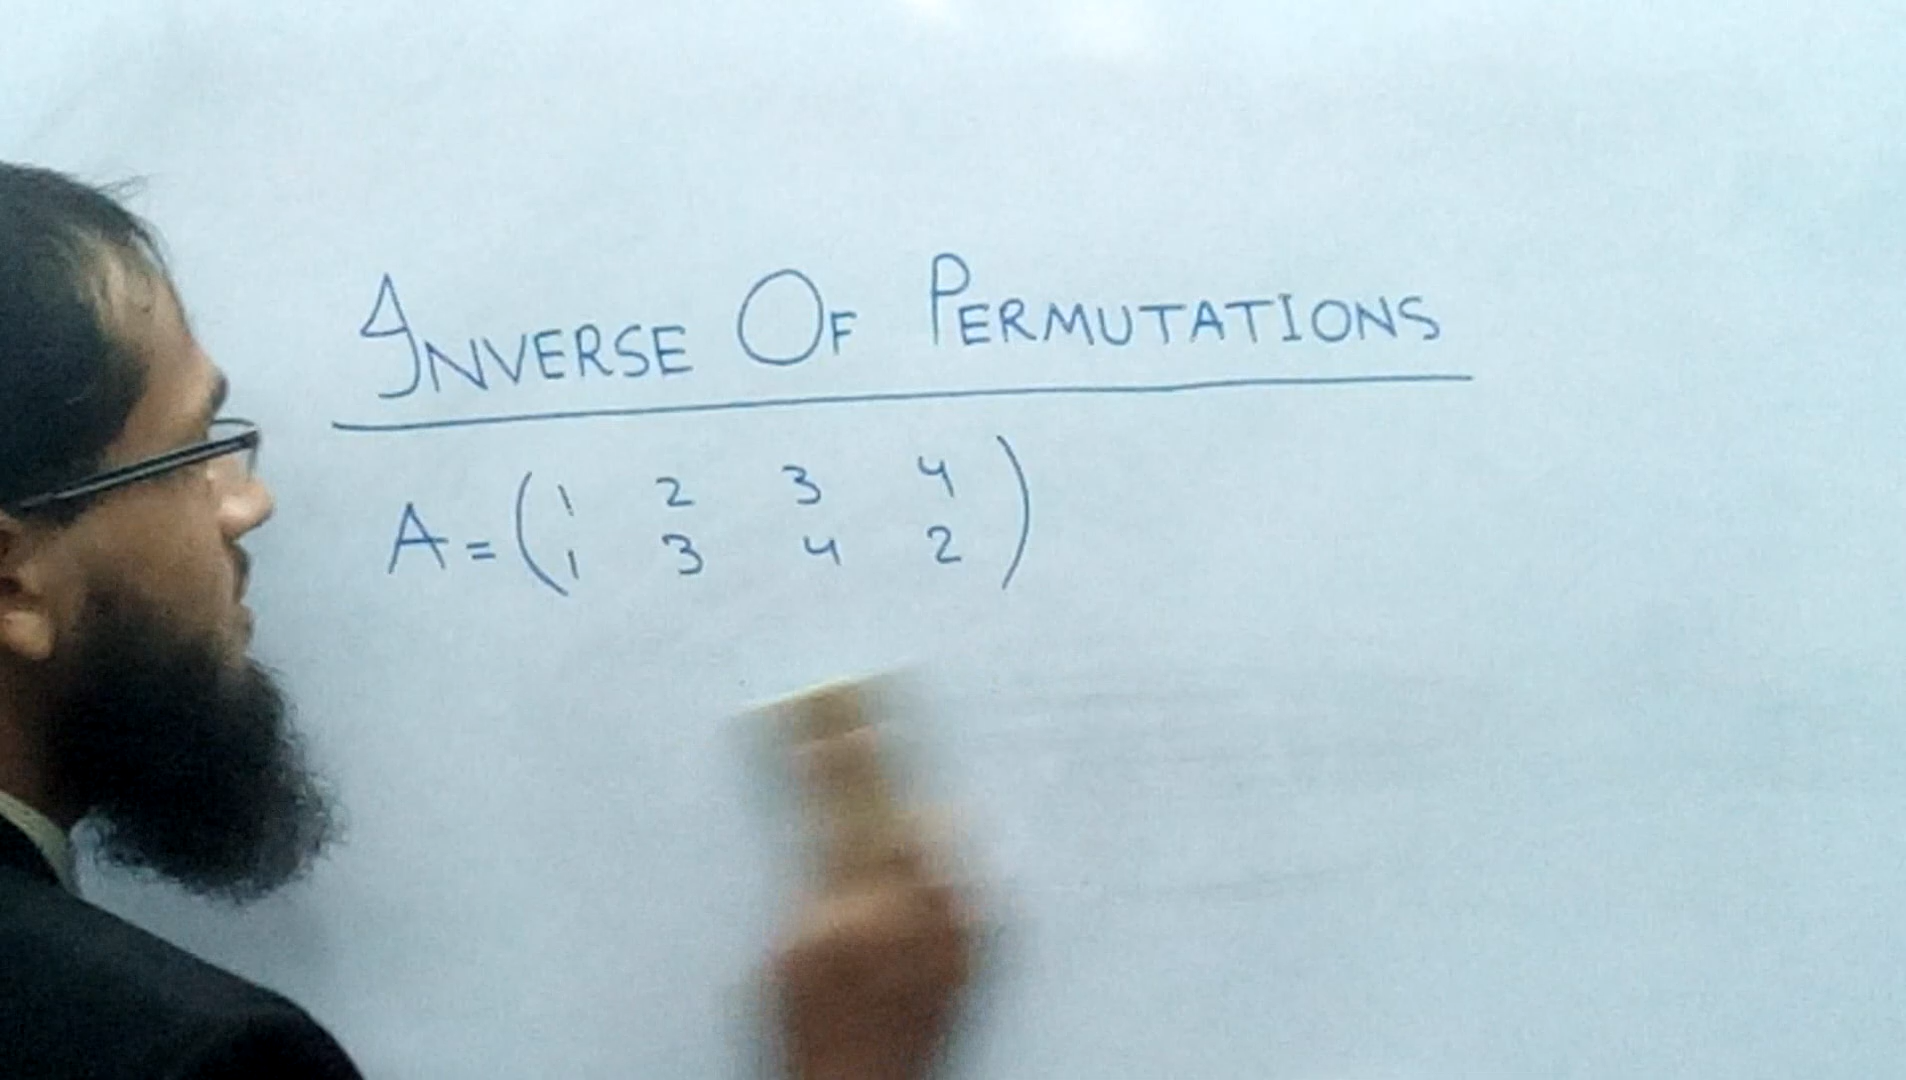 INVERSE OF PERMUTATIONS
A = ( 1 2 3 4 )
1 3 4 2